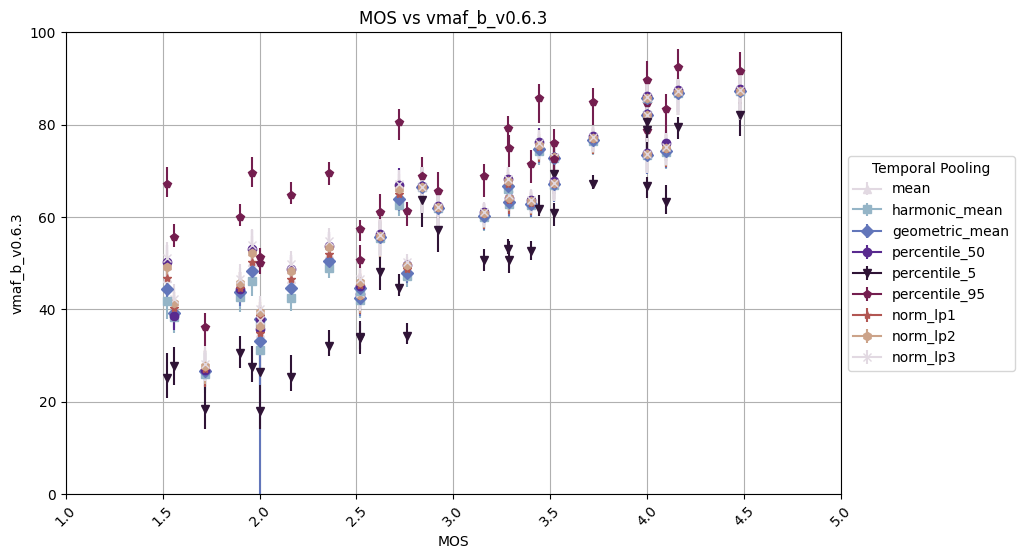 MOS vs vmaf_b_v0.6.3
100
80
60
40
20
0
vmaf_b_v0.6.3
1.0
1.5
2.0
2.5
3.0
3.5
4.0
4.5
5.0
MOS
Temporal Pooling
mean
harmonic_mean
geometric_mean
percentile_50
percentile_5
percentile_95
norm_lp1
norm_lp2
norm_lp3